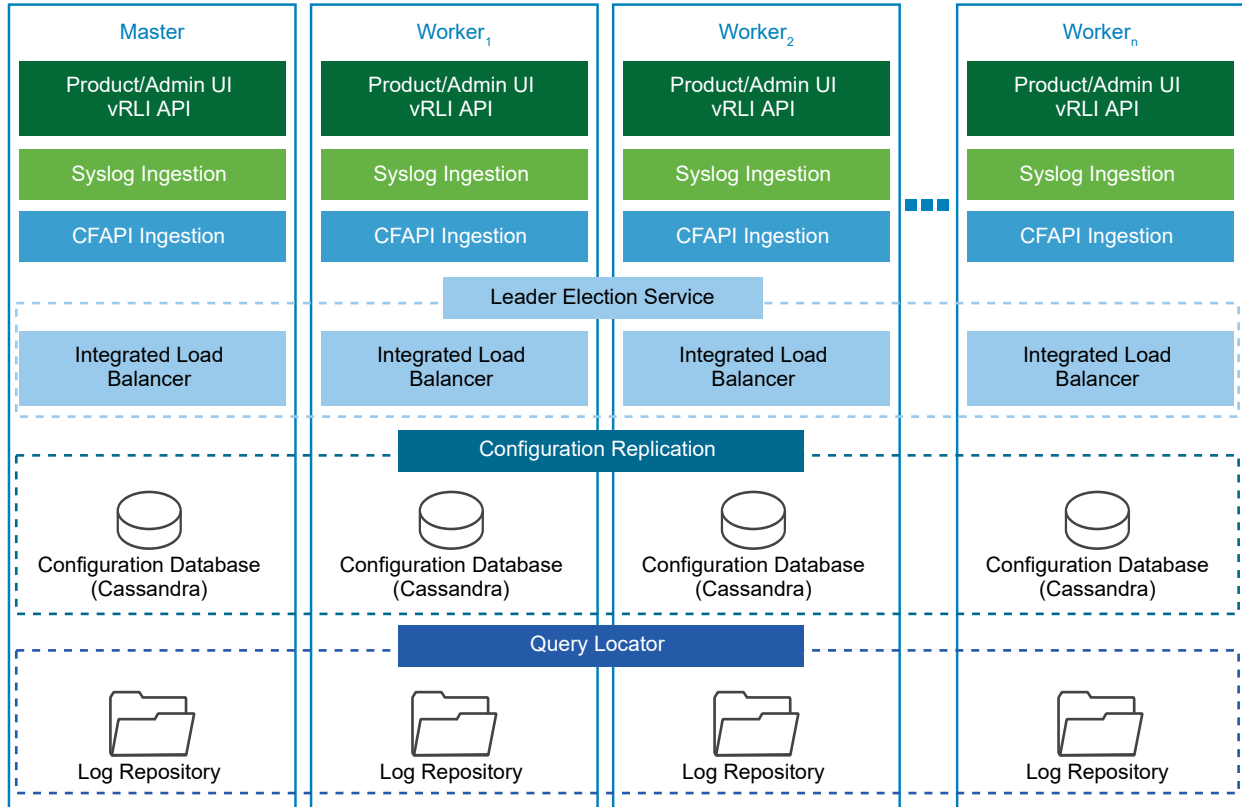 Master
Worker1
Worker2
Workern
Product/Admin UI
vRLI API
Product/Admin UI
vRLI API
Product/Admin UI
vRLI API
Product/Admin UI
vRLI API
Syslog Ingestion
Syslog Ingestion
Syslog Ingestion
Syslog Ingestion
CFAPI Ingestion
CFAPI Ingestion
CFAPI Ingestion
CFAPI Ingestion
Leader Election Service
Integrated Load
Balancer
Integrated Load
Balancer
Integrated Load
Balancer
Integrated Load
Balancer
Configuration Replication
Configuration Database
(Cassandra)
Configuration Database
(Cassandra)
Configuration Database
(Cassandra)
Configuration Database
(Cassandra)
Query Locator
Log Repository
Log Repository
Log Repository
Log Repository